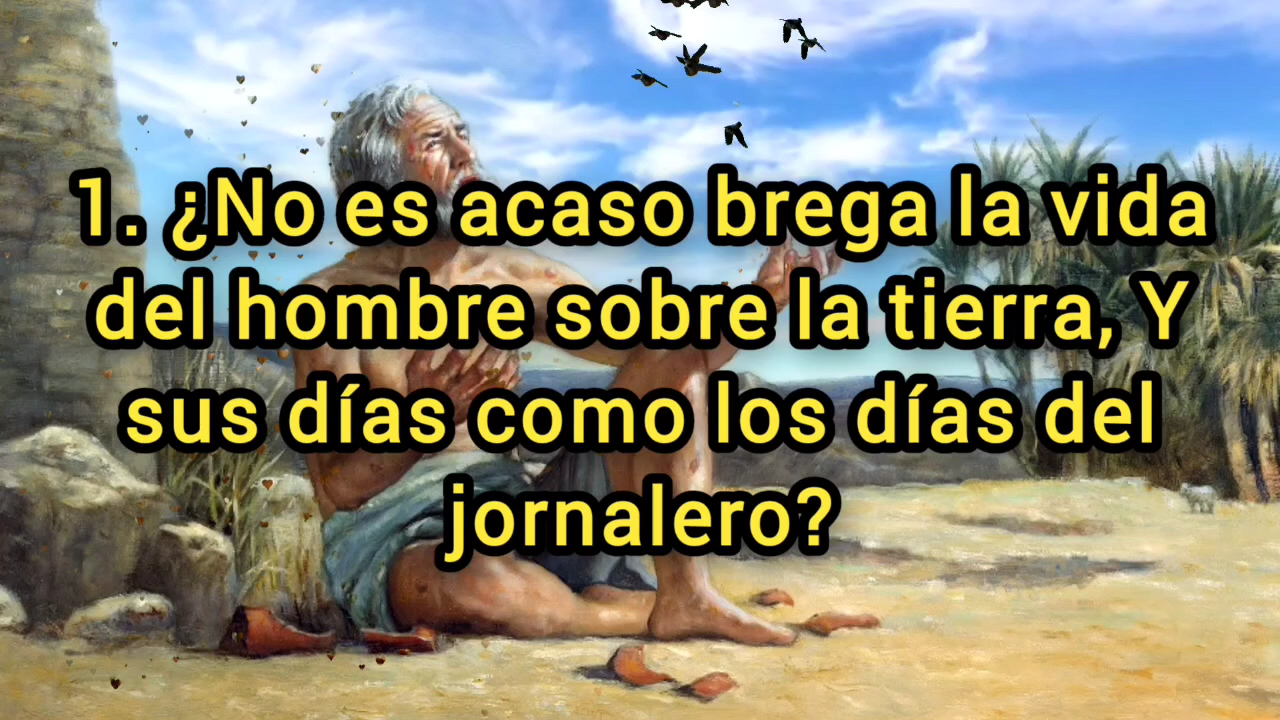 1. ¿No es acaso brega la vida
del hombre sobre la tierra, Y
sus días como los días del
jornalero?